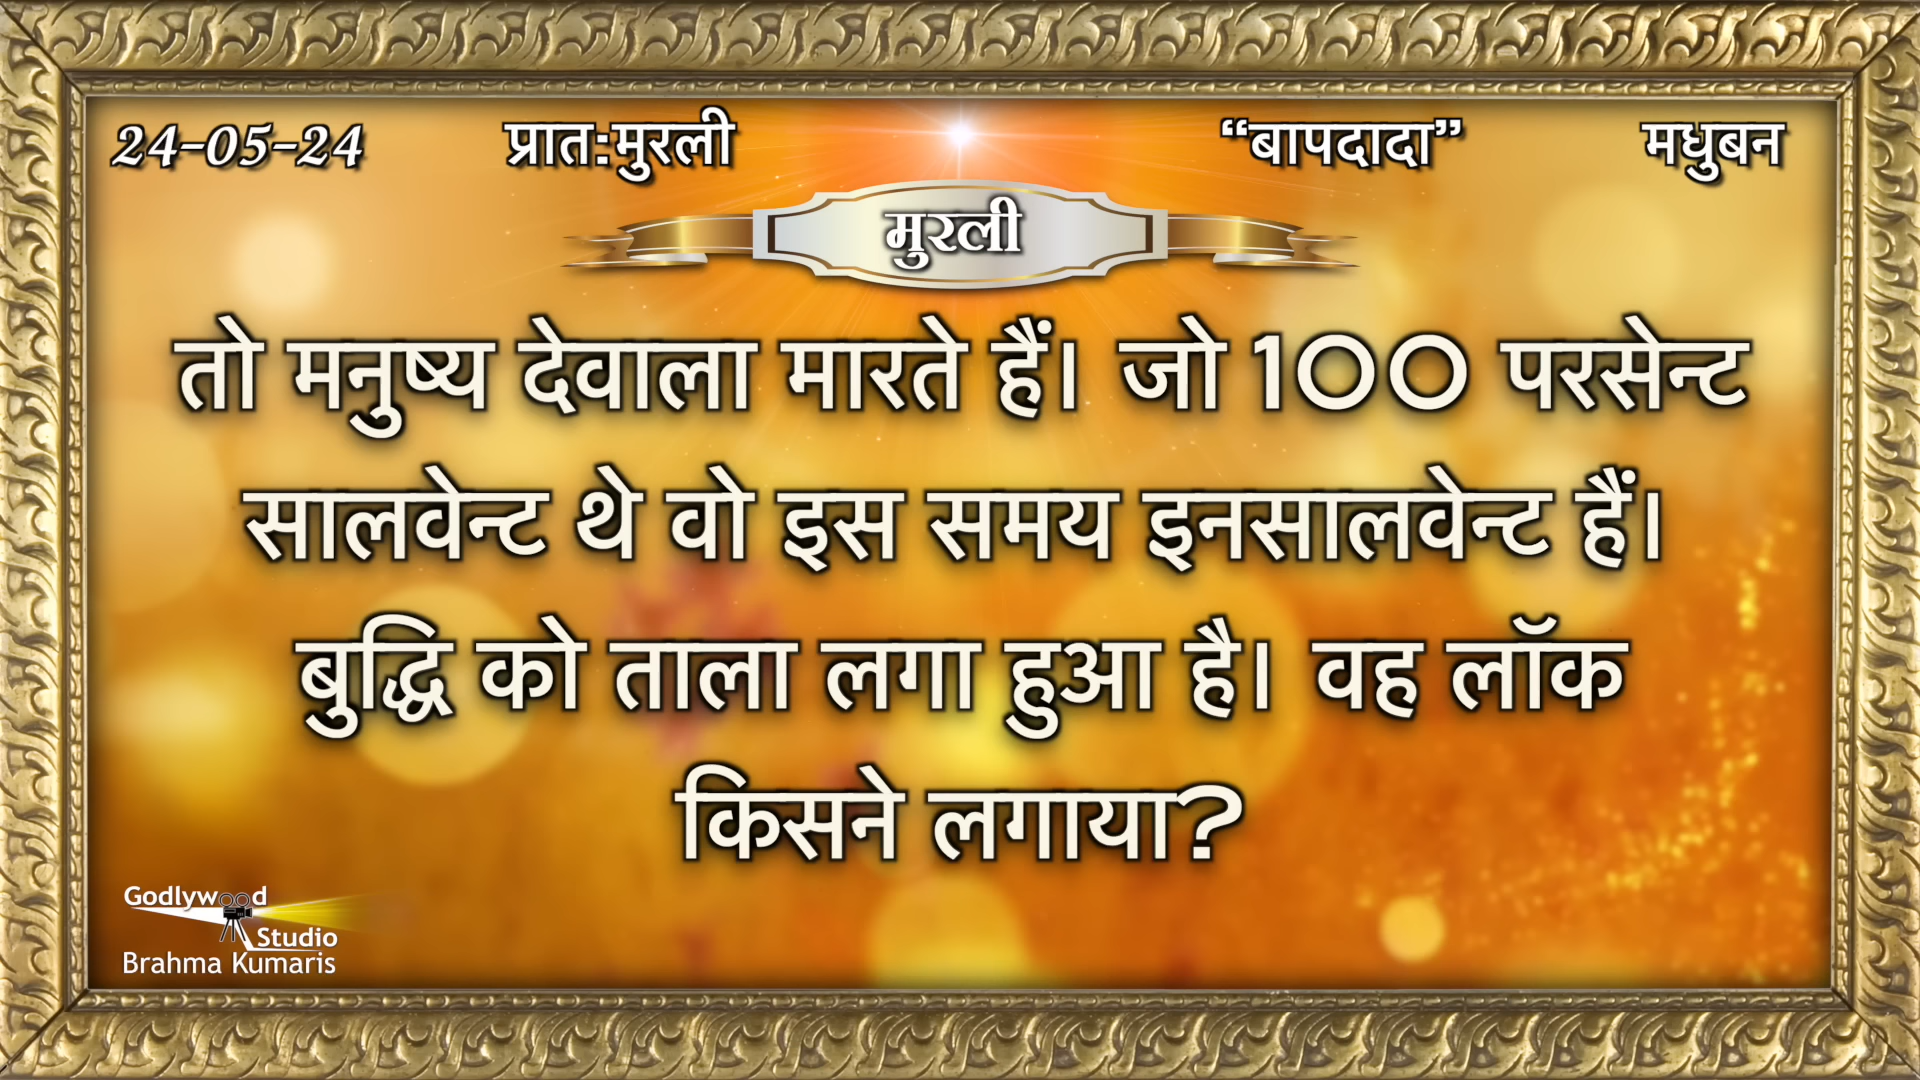 24-05-24 प्रात:मुरली “बापदादा” मधुबन
मुरली
तो मनुष्य देवाला मारते हैं। जो 100 परसेन्ट
सालवेन्ट थे वो इस समय इनसालवेन्ट हैं।
बुद्धि को ताला लगा हुआ है। वह लॉक
किसने लगाया?
Godlywood
Studio
Brahma Kumaris